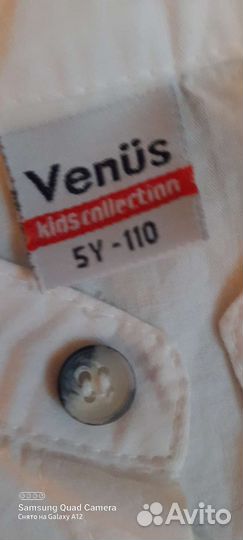 Venüs
kids collection
5Y-110
Samsung Quad Camera
Снято на Galaxy A12
Avito